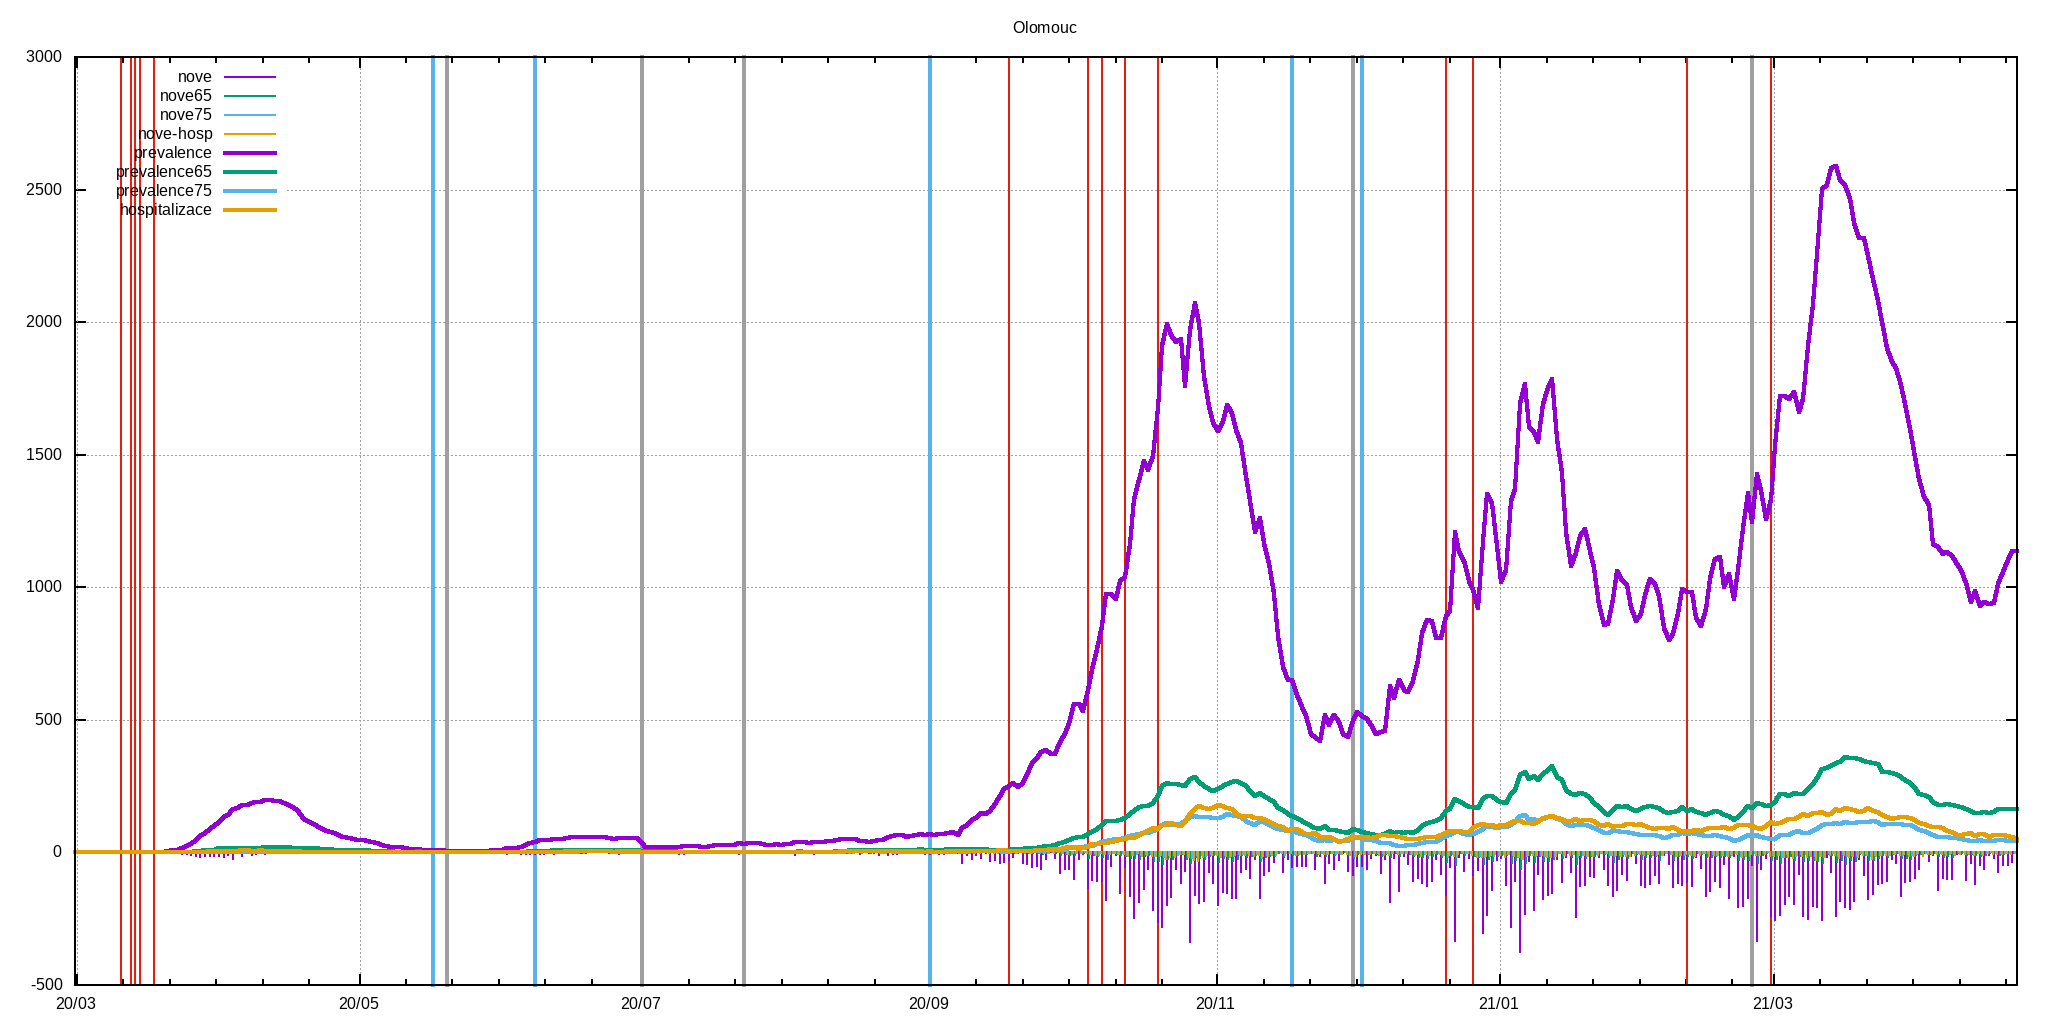 Olomouc
3000
2500
2000
1500
1000
500
0
-500
nove
nove65
nove75
nove-hosp
prevalence
prevalence65
prevalence75
hospitalizace
20/03 20/05 20/07 20/09 20/11 21/01 21/03